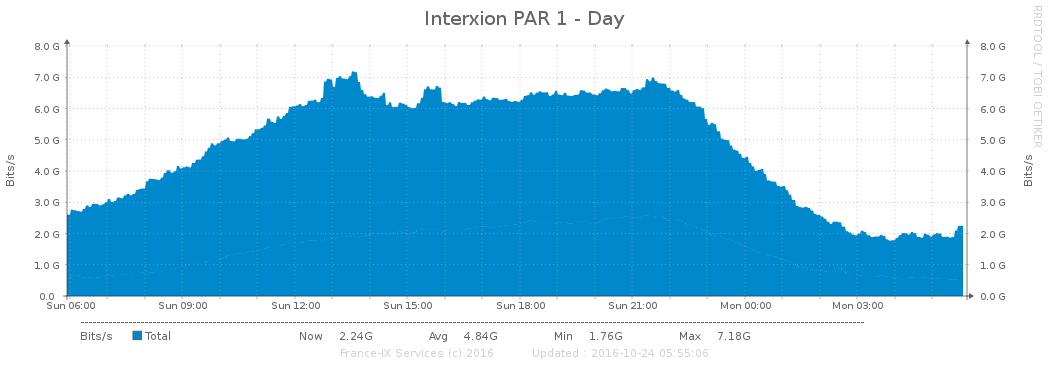 Interxion PAR 1 - Day
RRDTOOL / TOBI OETIKER
8.0 G 8.0 G
7.0 G 7.0 G
6.0 G 6.0 G
5.0 G 5.0 G
4.0 G 4.0 G
3.0 G 3.0 G
2.0 G 2.0 G
1.0 G 1.0 G
0.0 0.0 G
Bits/s
Bits/s
Sun 06:00 Sun 09:00 Sun 12:00 Sun 15:00 Sun 18:00 Sun 21:00 Mon 00:00 Mon 03:00
Bits/s Total Now 2.24G Avg 4.84G Min 1.76G Max 7.18G
France-IX Services (c) 2016 Updated : 2016-10-24 05:55:06